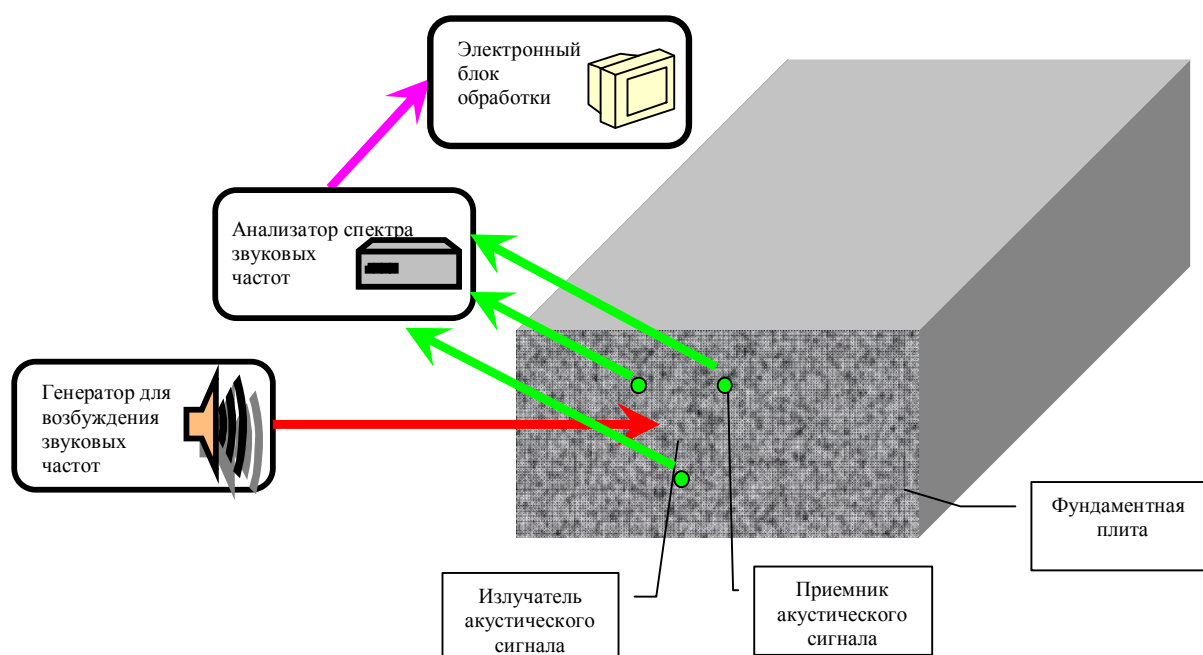 Электронный
блок
обработки
Анализатор спектра
звуковых
частот
Генератор для
возбуждения
звуковых
частот
Фундаментная
плита
Излучатель
акустического
сигнала
Приемник
акустического
сигнала